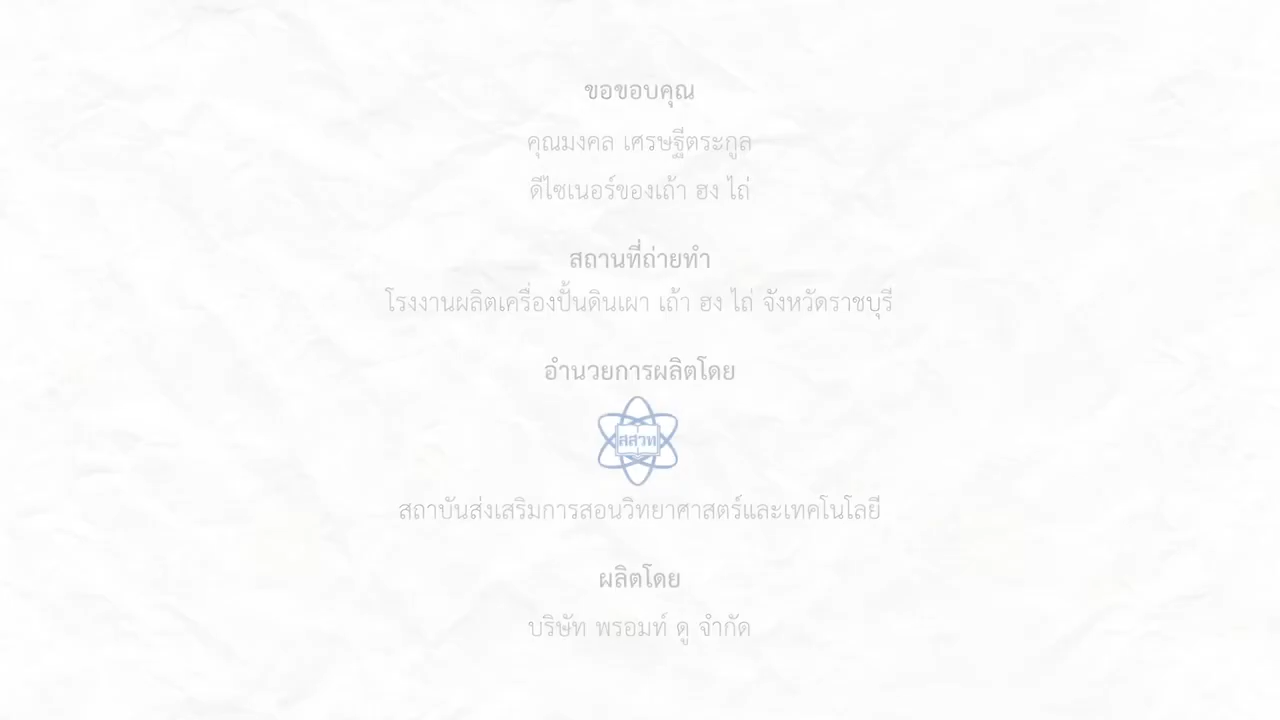 ขอขอบคุณ
คุณมงคล เศรษฐีตระกูล
ดีไซเนอร์ของเถ้า ฮง ไถ่
สถานที่ถ่ายทำ
โรงงานผลิตเครื่องปั้นดินเผา เถ้า ฮง ไถ่ จังหวัดราชบุรี
อำนวยการผลิตโดย
สสวท
สถาบันส่งเสริมการสอนวิทยาศาสตร์และเทคโนโลยี
ผลิตโดย
บริษัท พรอมท์ ดู จำกัด